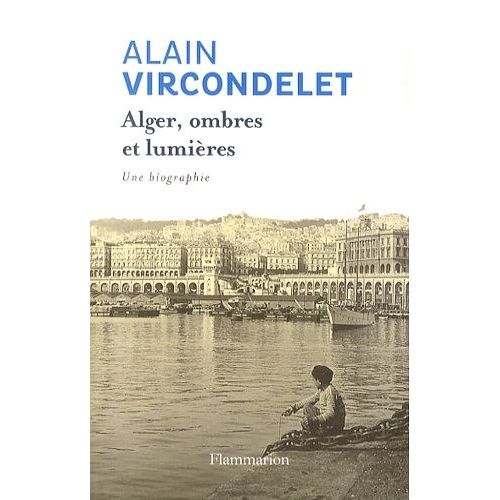 ALAIN
VIRCONDELET
Alger, ombres
et lumières
Une biographie
Flammarion